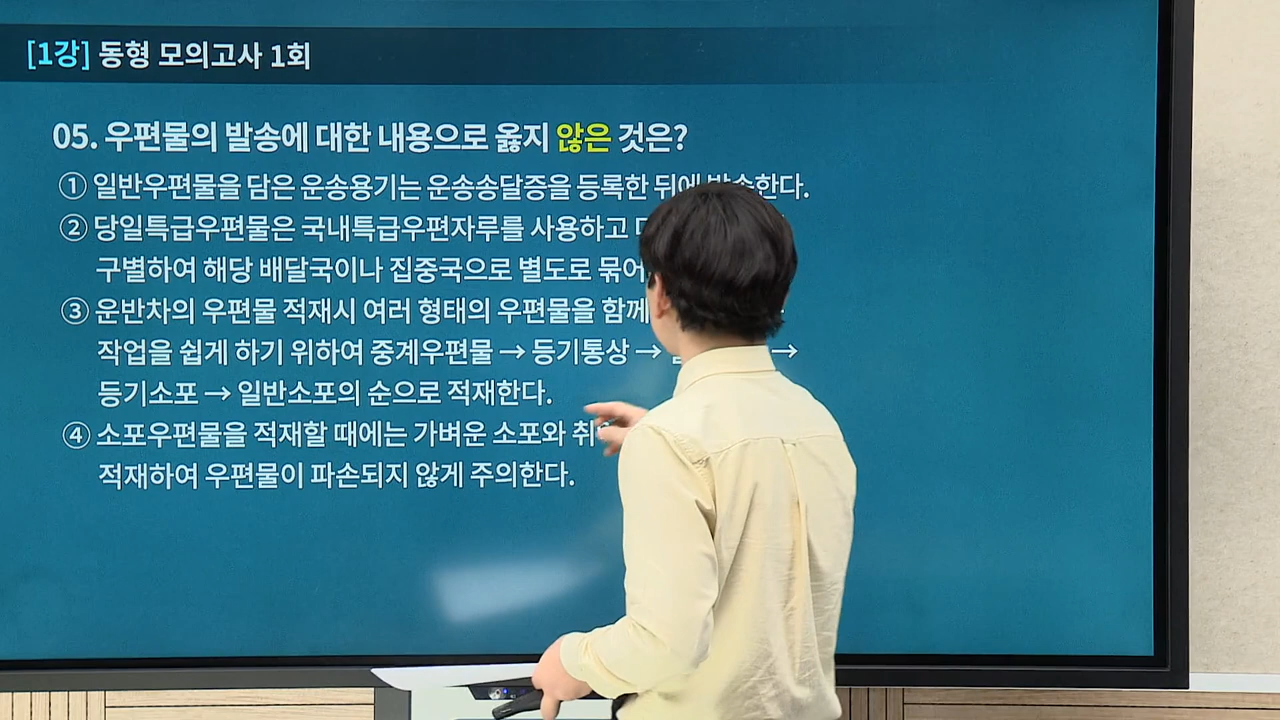 [1강] 동형 모의고사 1회
05. 우편물의 발송에 대한 내용으로 옳지 않은 것은?
① 일반우편물을 담은 운송용기는 운송송달증을 등록한 뒤에 발송한다.
② 당일특급우편물은 국내특급우편자루를 사용하고
구별하여 해당 배달국이나 집중국으로 별도로 묶어
③ 운반차의 우편물 적재시 여러 형태의 우편물을 함께
작업을 쉽게 하기 위하여 중계우편물 → 등기통상 → →
등기소포 → 일반소포의 순으로 적재한다.
④ 소포우편물을 적재할 때에는 가벼운 소포와
적재하여 우편물이 파손되지 않게 주의한다.